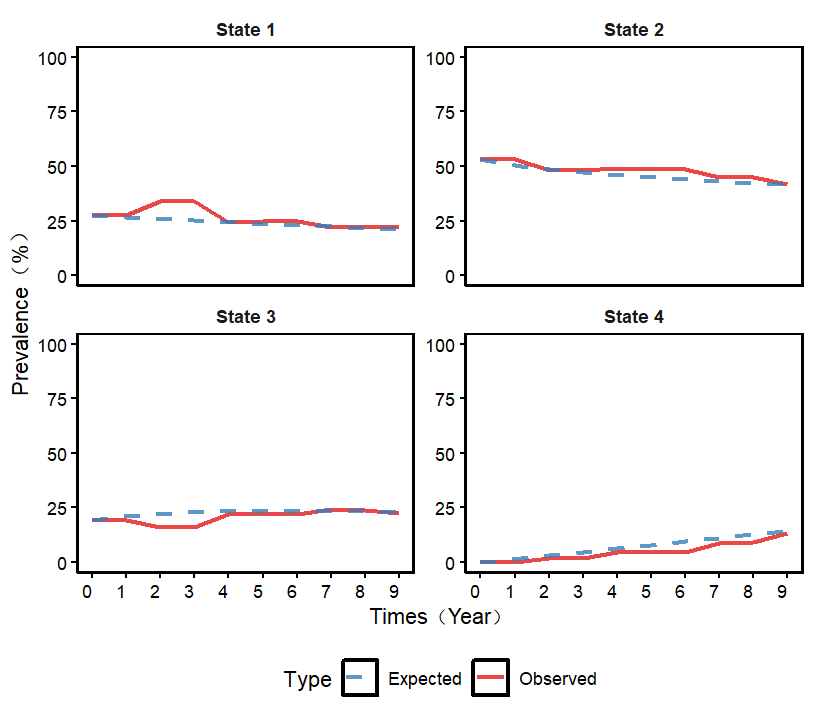 State 1
State 2
100
75
50
25
0
100
75
50
25
0
State 3
State 4
100
75
50
25
0
100
75
50
25
0
Prevalence（%）
0 1 2 3 4 5 6 7 8 9
0 1 2 3 4 5 6 7 8 9
Times（Year）
Type Expected Observed